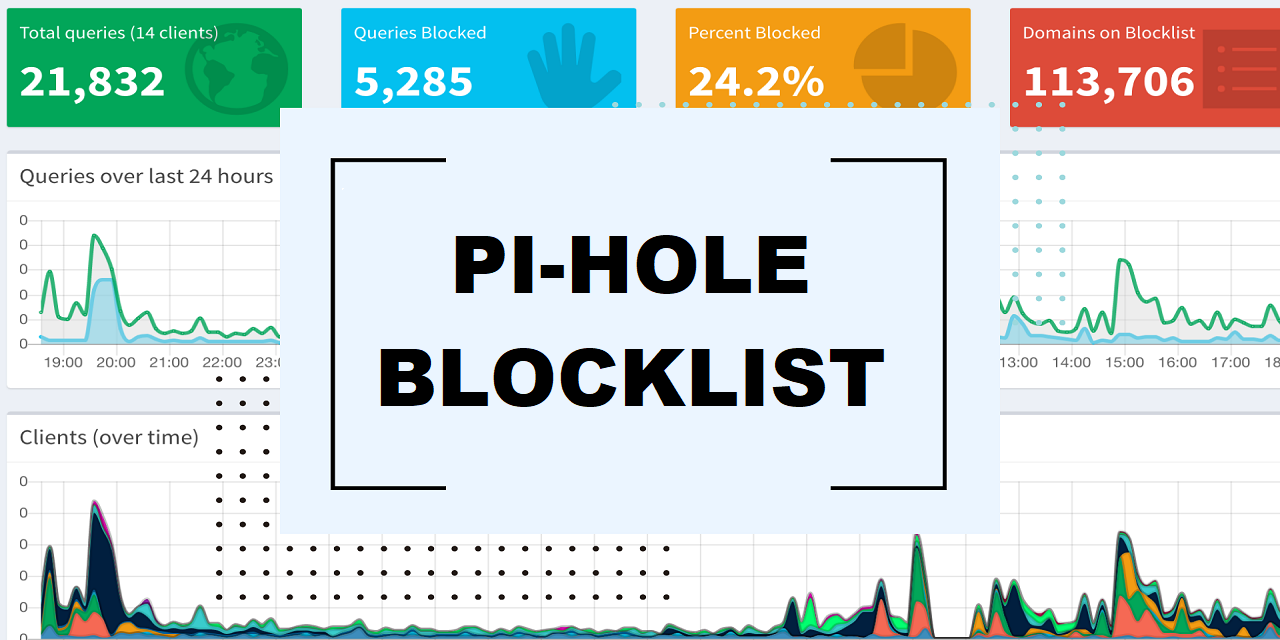 Total queries (14 clients)
21,832
Queries Blocked
5,285
Percent Blocked
24.2%
Domains on Blocklist
113,706
Queries over last 24 hours
0
0
0
0
0
0
19:00 20:00 21:00 22:00 23:0
13:00 14:00 15:00 16:00 17:00 18
PI-HOLE
BLOCKLIST
Clients (over time)
0
0
0
0
0
0